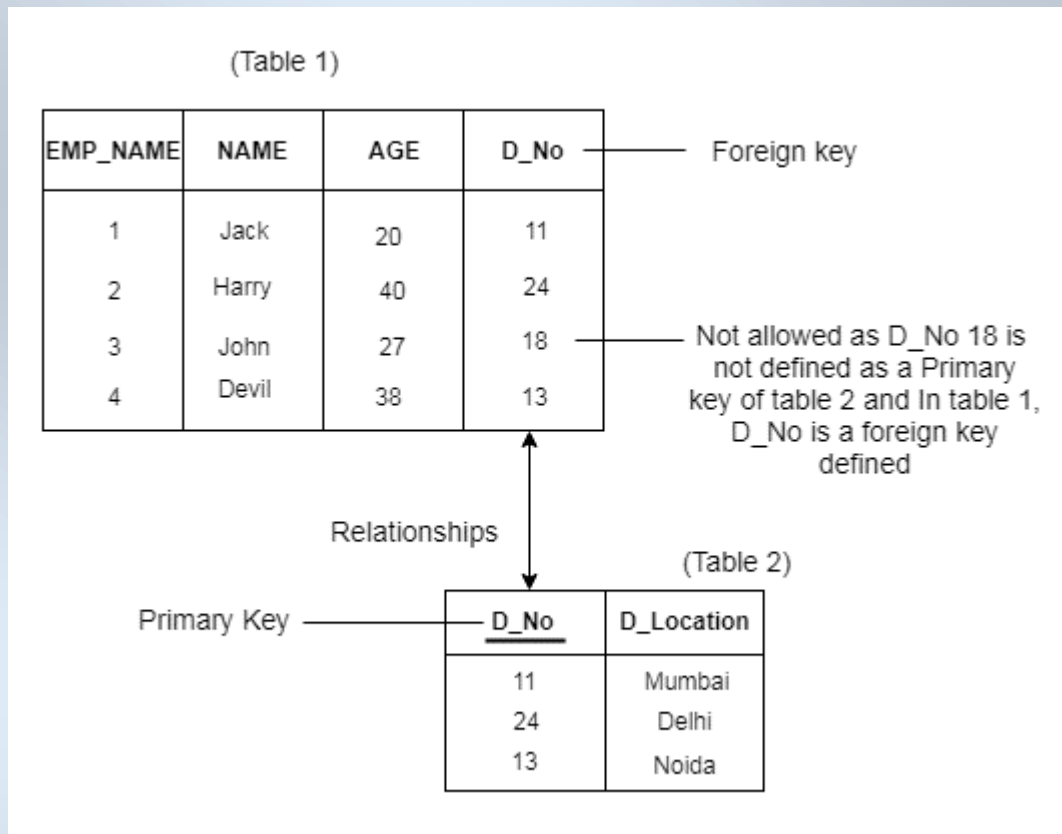 (Table 1)
EMP_NAME NAME AGE D_No Foreign key
1 Jack 20 11
2 Harry 40 24
3 John 27 18
4 Devil 38 13
Not allowed as D_No 18 is
not defined as a Primary
key of table 2 and In table 1,
D_No is a foreign key
defined
Relationships
(Table 2)
Primary Key D_No D_Location
11 Mumbai
24 Delhi
13 Noida